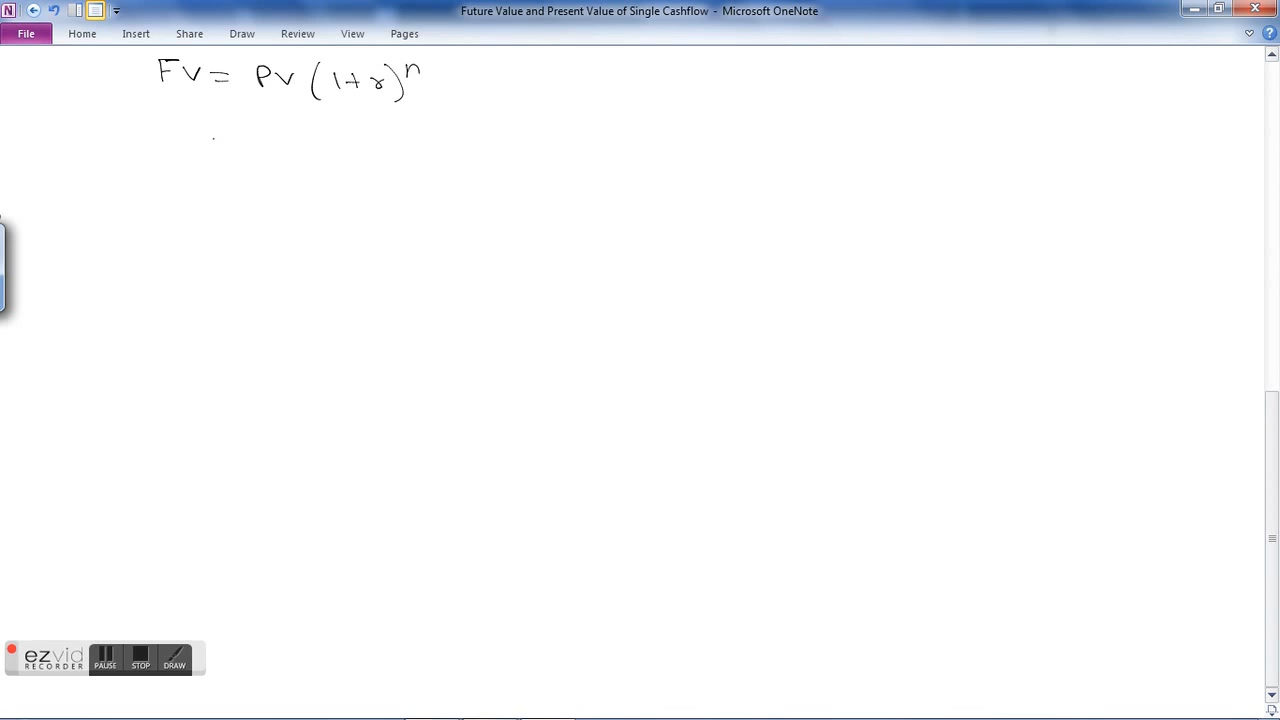 Future Value and Present Value of Single Cashflow - Microsoft OneNote
File Home Insert Share Draw Review View Pages
FV = PV (1+r)^n
ezvid
RECORDER
PAUSE STOP DRAW